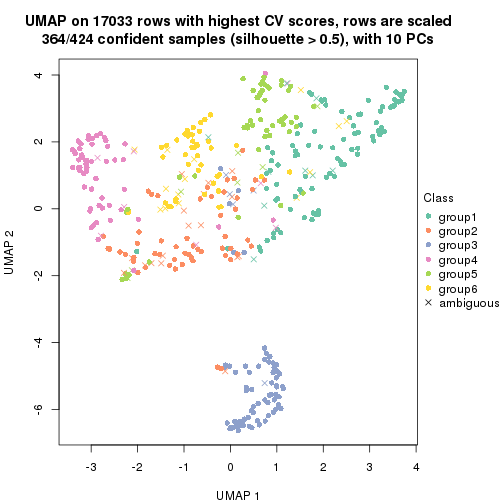 UMAP on 17033 rows with highest CV scores, rows are scaled
364/424 confident samples (silhouette > 0.5), with 10 PCs
4
2
0
-2
-4
-6
UMAP 2
-3
-2
-1
0
1
2
3
4
UMAP 1
Class
group1
group2
group3
group4
group5
group6
ambiguous